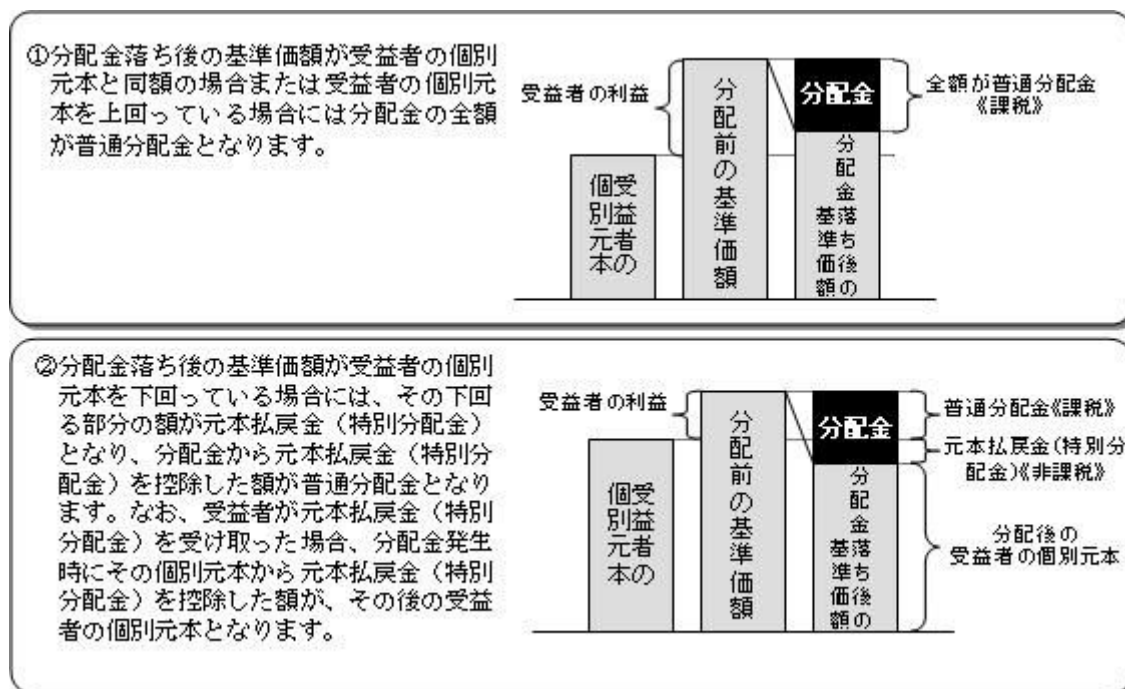 ①分配金落ち後の基準価額が受益者の個別
元本と同額の場合または受益者の個別元
本を上回っている場合には分配金の全額
が普通分配金となります。
受益者の利益
受益者の
個別元本
分配前の基準価額
分配金
分配金落ち後の
基準価額
全額が普通分配金
《課税》
②分配金落ち後の基準価額が受益者の個別
元本を下回っている場合には、その下回
る部分の額が元本払戻金（特別分配金）
となり、分配金から元本払戻金（特別分
配金）を控除した額が普通分配金となり
ます。なお、受益者が元本払戻金（特別
分配金）を受け取った場合、分配金発生
時にその個別元本から元本払戻金（特別
分配金）を控除した額が、その後の受益
者の個別元本となります。
受益者の利益
受益者の
個別元本
分配前の基準価額
分配金
分配金落ち後の
基準価額
普通分配金《課税》
元本払戻金(特別分
配金)《非課税》
分配後の
受益者の個別元本